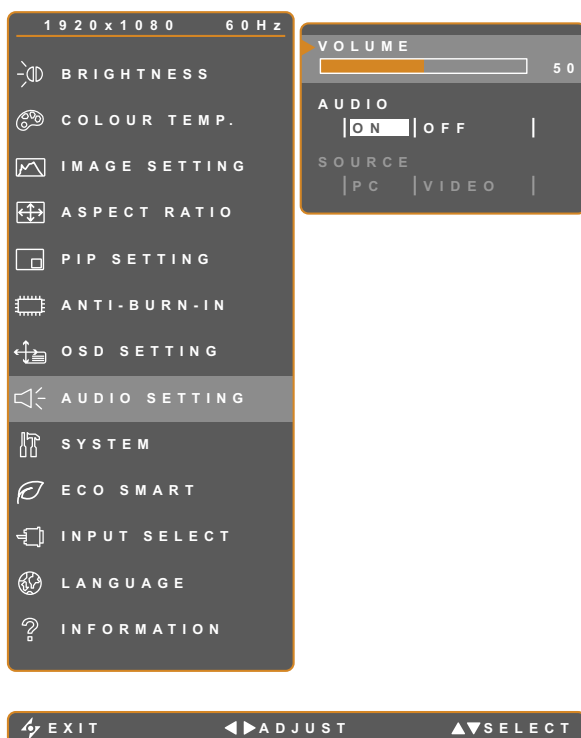 1920x1080 60Hz
BRIGHTNESS
COLOUR TEMP.
IMAGE SETTING
ASPECT RATIO
PIP SETTING
ANTI-BURN-IN
OSD SETTING
AUDIO SETTING
SYSTEM
ECO SMART
INPUT SELECT
LANGUAGE
INFORMATION
VOLUME
50
AUDIO
ON OFF
SOURCE
PC VIDEO
EXIT ADJUST SELECT